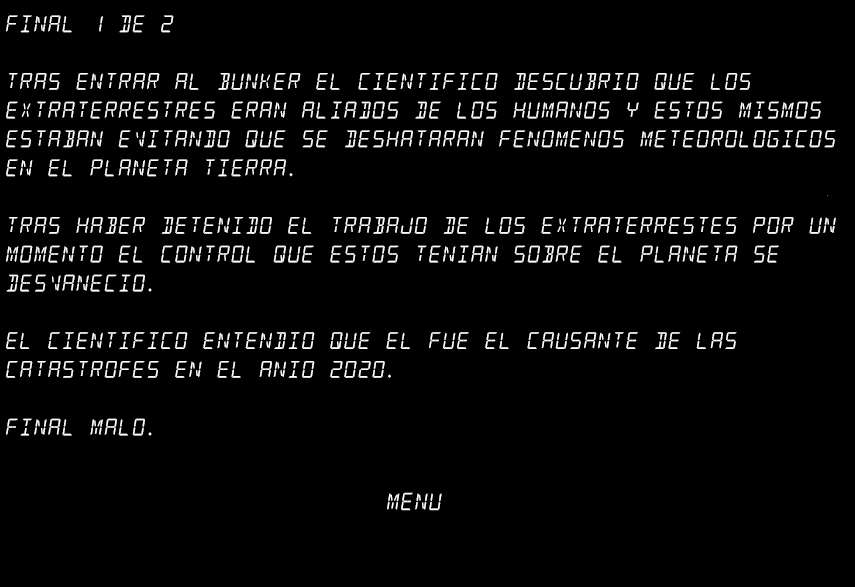 FINAL 1 DE 2
TRAS ENTRAR AL BUNKER EL CIENTIFICO DESCUBRIO QUE LOS
EXTRATERRESTRES ERAN ALIADOS DE LOS HUMANOS Y ESTOS MISMOS
ESTABAN EVITANDO QUE SE DESHATARAN FENOMENOS METEOROLOGICOS
EN EL PLANETA TIERRA.
TRAS HABER DETENIDO EL TRABAJO DE LOS EXTRATERRESTES POR UN
MOMENTO EL CONTROL QUE ESTOS TENIAN SOBRE EL PLANETA SE
DESVANECIO.
EL CIENTIFICO ENTENDIO QUE EL FUE EL CAUSANTE DE LAS
CATASTROFES EN EL ANIO 2020.
FINAL MALO.
MENU